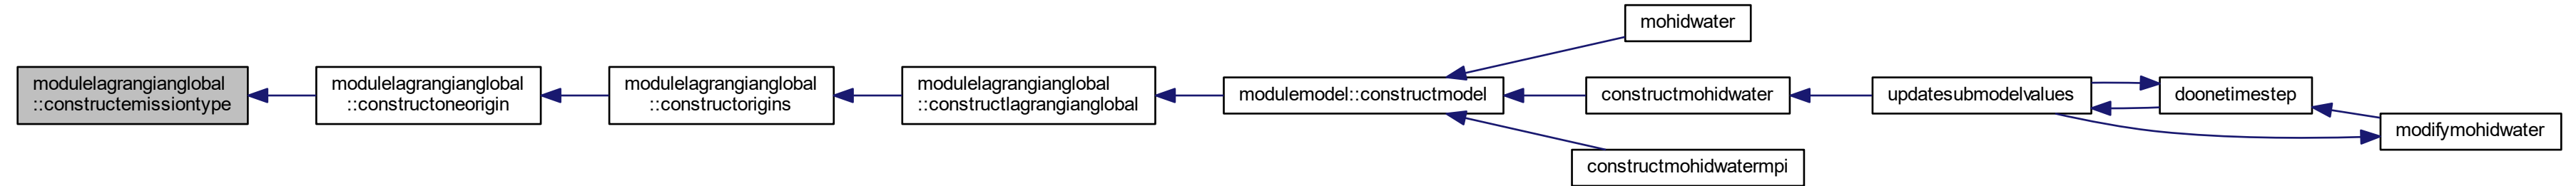 modulelagrangianglobal
::constructemissiontype
modulelagrangianglobal
::constructoneorigin
modulelagrangianglobal
::constructorigins
modulelagrangianglobal
::constructlagrangianglobal
modulemodel::constructmodel
mohidwater
constructmohidwater
constructmohidwatermpi
updatesubmodelvalues
doonetimestep
modifymohidwater